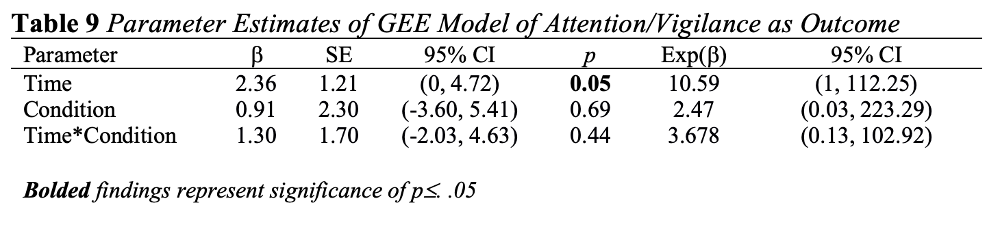 Table 9 Parameter Estimates of GEE Model of Attention/Vigilance as Outcome
Parameter β SE 95% CI p Exp(β) 95% CI
Time 2.36 1.21 (0, 4.72) 0.05 10.59 (1, 112.25)
Condition 0.91 2.30 (-3.60, 5.41) 0.69 2.47 (0.03, 223.29)
Time*Condition 1.30 1.70 (-2.03, 4.63) 0.44 3.678 (0.13, 102.92)
Bolded findings represent significance of p≤. .05